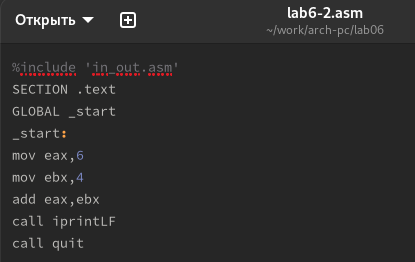 Открыть
lab6-2.asm
~/work/arch-pc/lab06
%include 'in_out.asm'
SECTION .text
GLOBAL _start
_start:
mov eax,6
mov ebx,4
add eax,ebx
call iprintLF
call quit